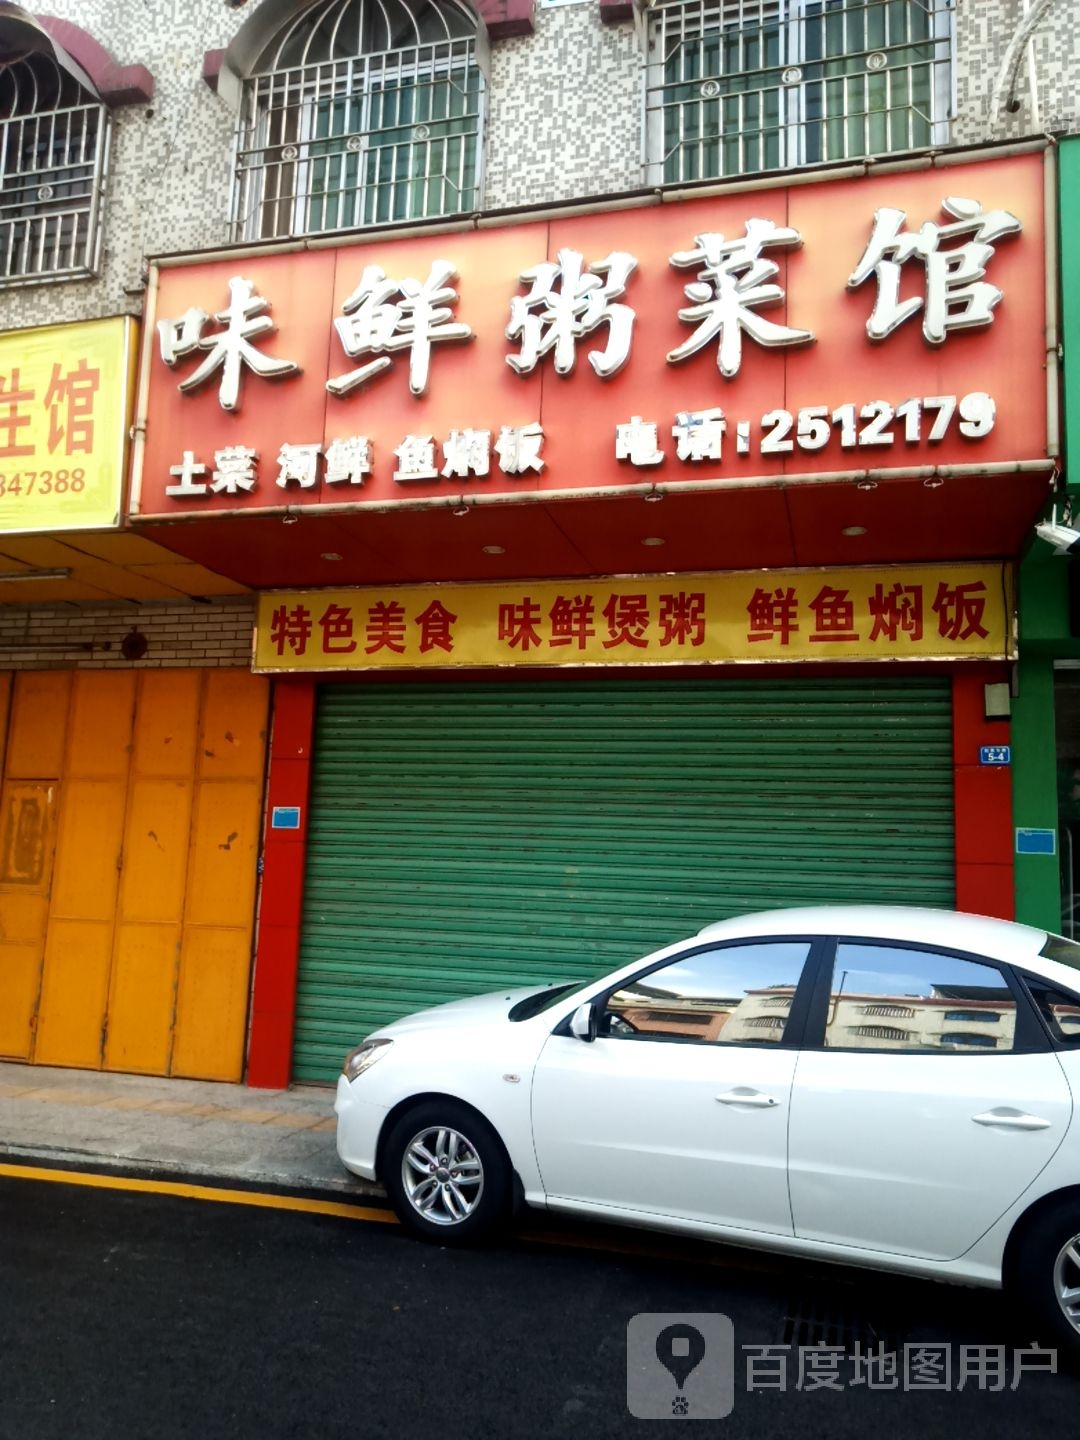 味鲜粥菜馆
土菜 河鲜 鱼焖饭 电话:2512179
生馆
347388
特色美食 味鲜煲粥 鲜鱼焖饭
5-4
百度地图用户